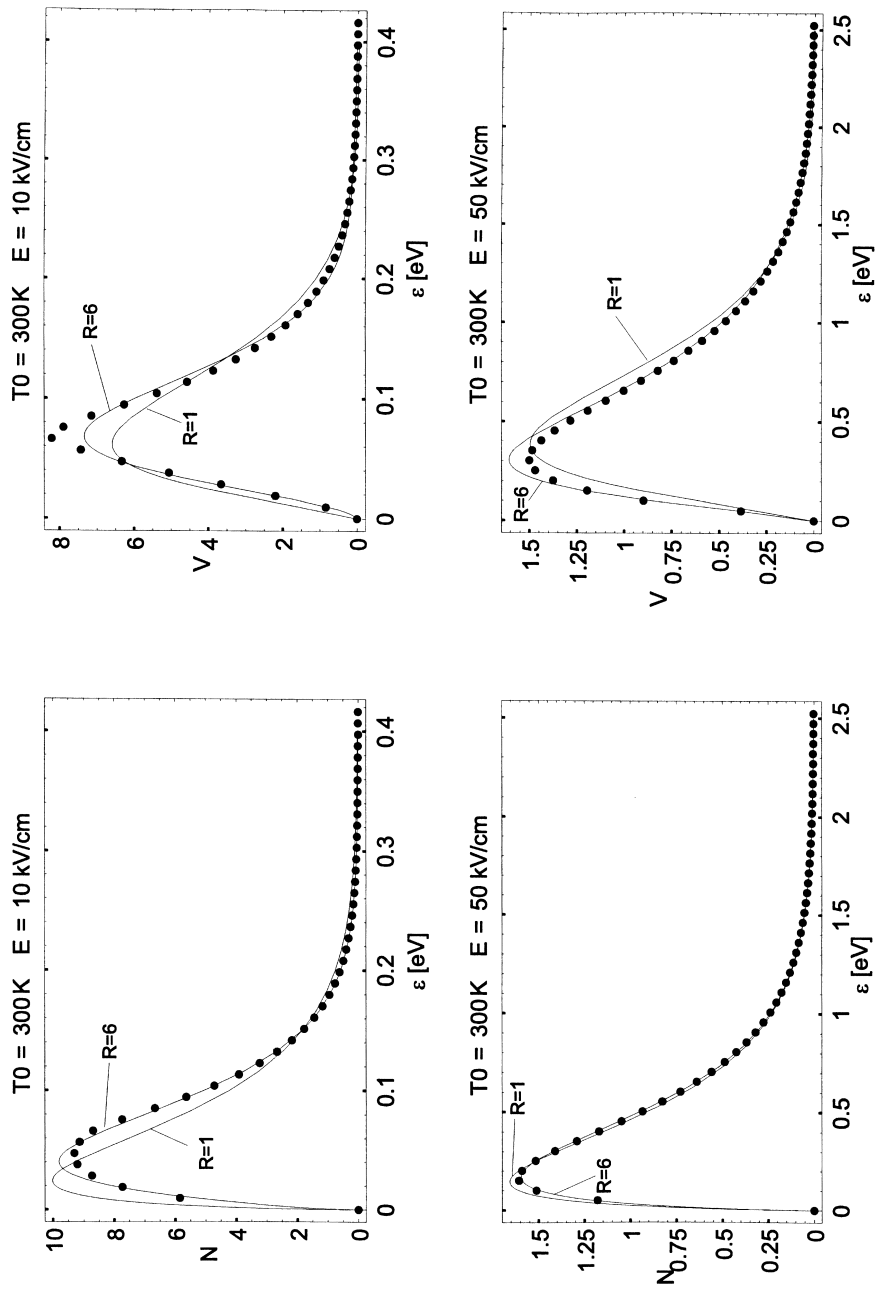 T0 = 300K E = 10 kV/cm
10
8
6
4
2
0
N
R=6
R=1
0 0.1 0.2 0.3 0.4
ε [eV]
T0 = 300K E = 10 kV/cm
8
6
4
2
0
V
R=6
R=1
0 0.1 0.2 0.3 0.4
ε [eV]
T0 = 300K E = 50 kV/cm
1.5
1.25
1
0.75
0.5
0.25
0
N
R=1
R=6
0 0.5 1 1.5 2 2.5
ε [eV]
T0 = 300K E = 50 kV/cm
1.5
1.25
1
0.75
0.5
0.25
0
V
R=6
R=1
0 0.5 1 1.5 2 2.5
ε [eV]